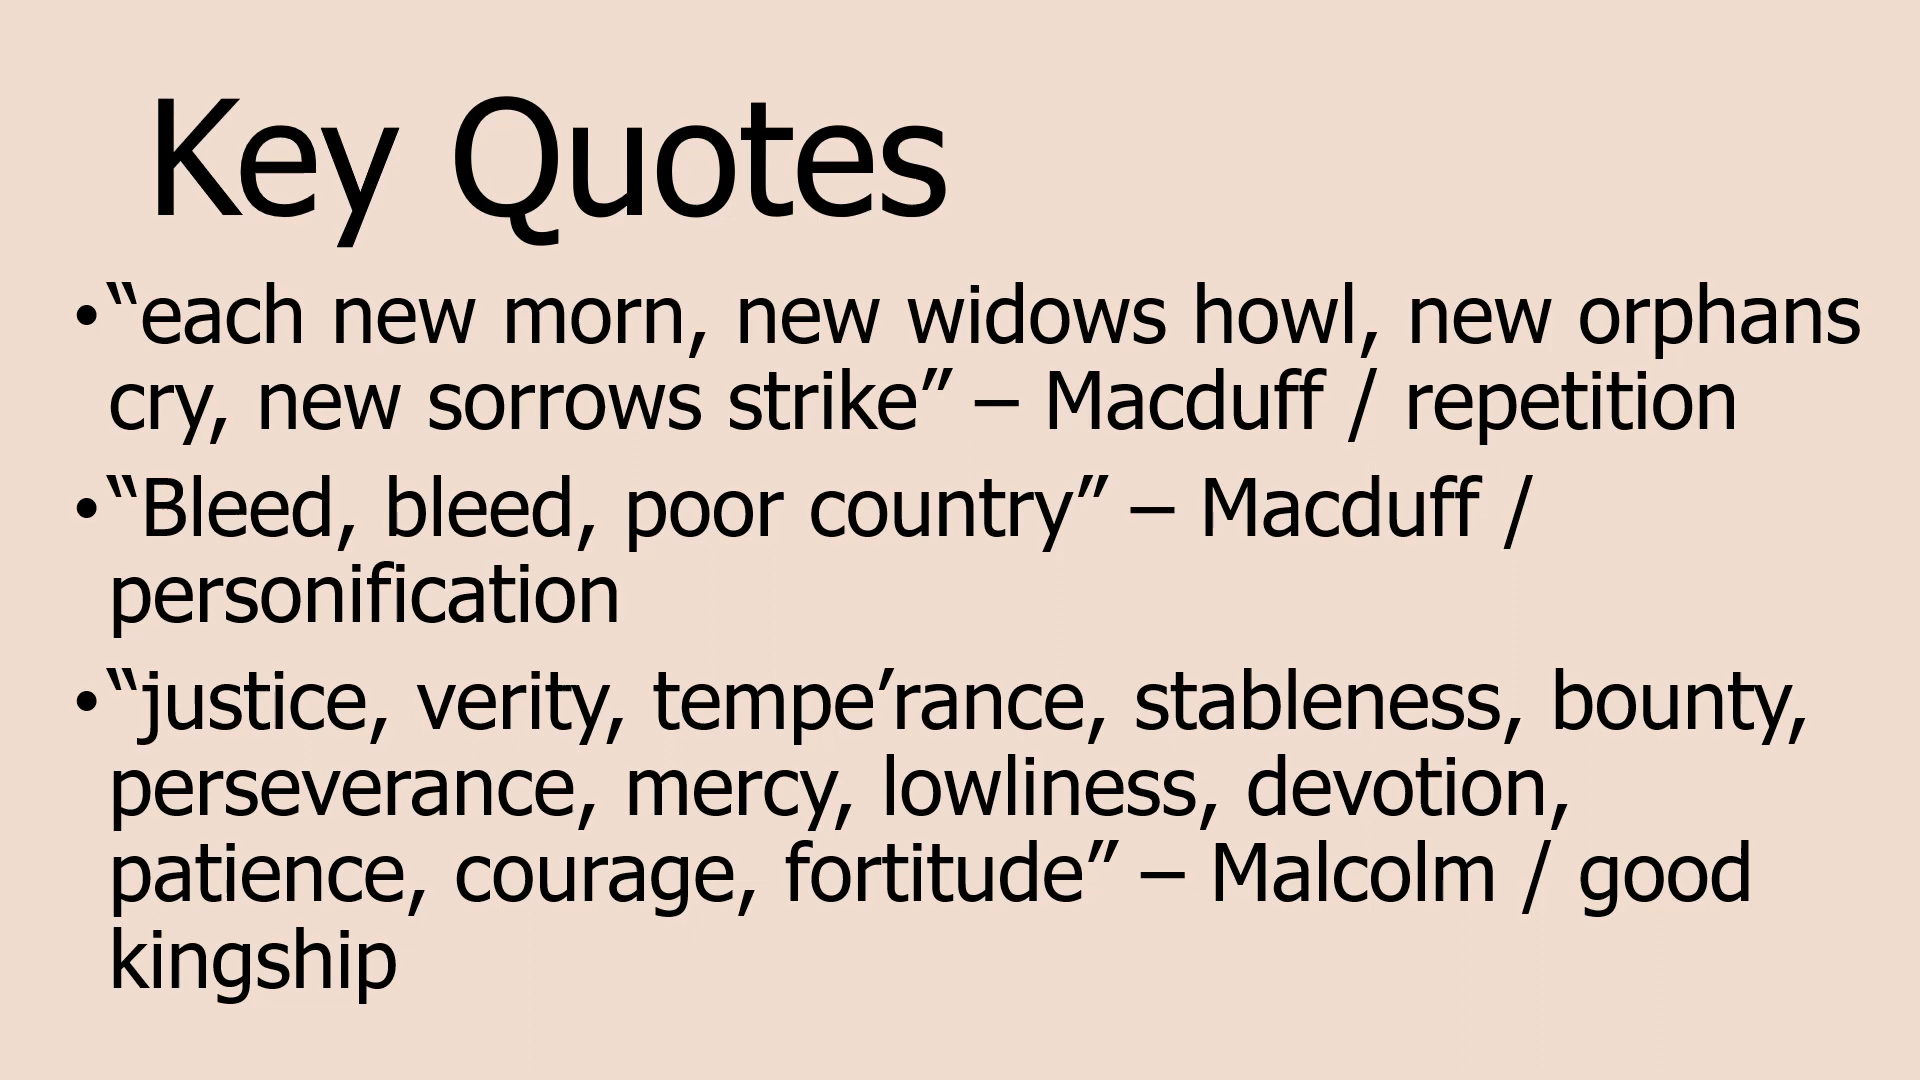 Key Quotes
•“each new morn, new widows howl, new orphans
cry, new sorrows strike” – Macduff / repetition
•“Bleed, bleed, poor country” – Macduff /
personification
•“justice, verity, tempe’rance, stableness, bounty,
perseverance, mercy, lowliness, devotion,
patience, courage, fortitude” – Malcolm / good
kingship